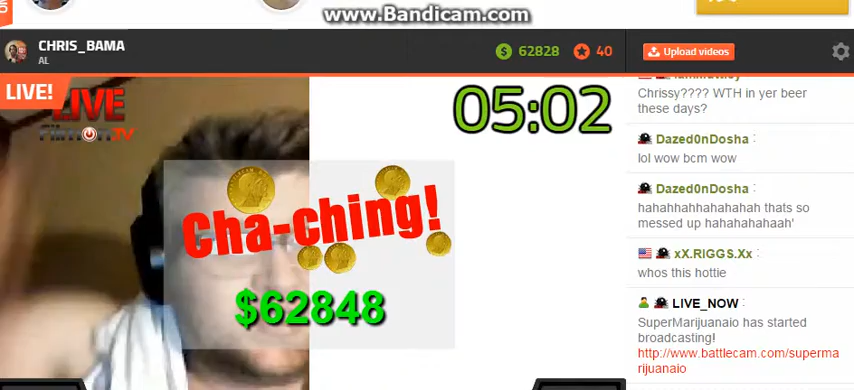 www.Bandicam.com
CHRIS_BAMA
AL
62828
40
Upload videos
LIVE!
LIVE
FilmOn.TV
05:02
Cha-ching!
$62848
Chrissy???? WTH in yer beer
these days?
Dazed0nDosha :
lol wow bcm wow
Dazed0nDosha :
hahahhahhahahahah thats so
messed up hahahahahaah'
xX.RIGGS.Xx :
whos this hottie
LIVE_NOW :
SuperMarijuanaio has started
broadcasting!
http://www.battlecam.com/superma
rijuanaio